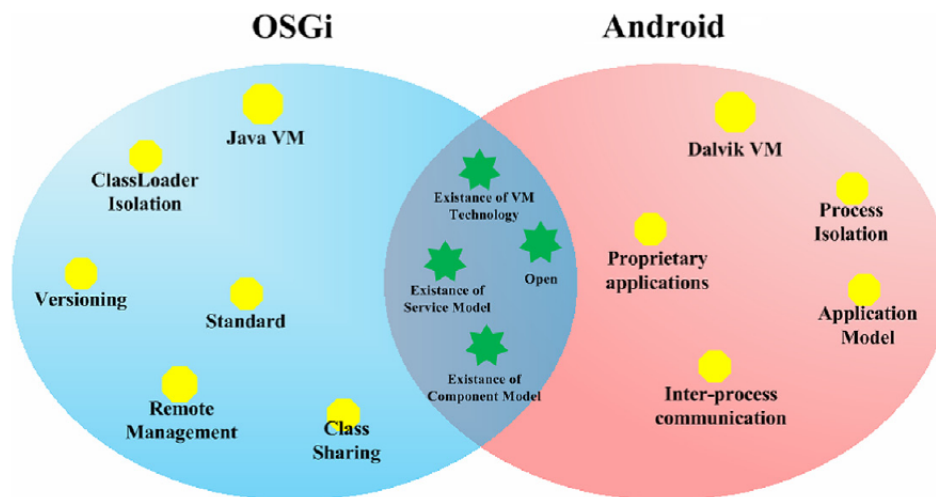 OSGi
Android
Java VM
ClassLoader
Isolation
Versioning
Standard
Remote
Management
Class
Sharing
Existance of VM
Technology
Open
Existance of
Service Model
Existance of
Component Model
Dalvik VM
Process
Isolation
Proprietary
applications
Application
Model
Inter-process
communication